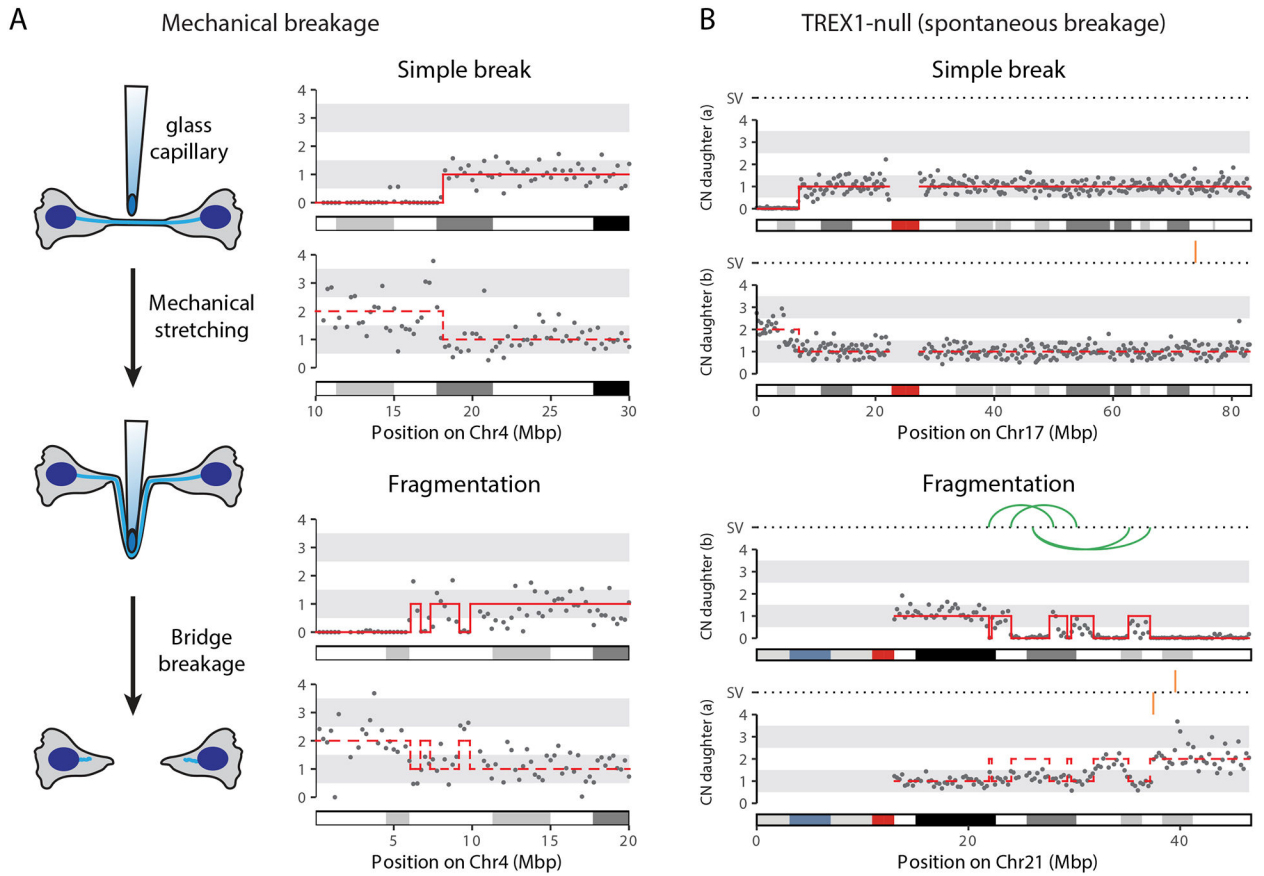 A
Mechanical breakage
glass
capillary
Mechanical
stretching
Bridge
breakage
Simple break
4
3
2
1
0
4
3
2
1
0
10
15
20
25
30
Position on Chr4 (Mbp)
Fragmentation
4
3
2
1
0
4
3
2
1
0
5
10
15
20
Position on Chr4 (Mbp)
B
TREX1-null (spontaneous breakage)
Simple break
SV
CN daughter (a)
4
3
2
1
0
SV
CN daughter (b)
4
3
2
1
0
0
20
40
60
80
Position on Chr17 (Mbp)
Fragmentation
SV
CN daughter (b)
4
3
2
1
0
SV
CN daughter (a)
4
3
2
1
0
0
20
40
Position on Chr21 (Mbp)